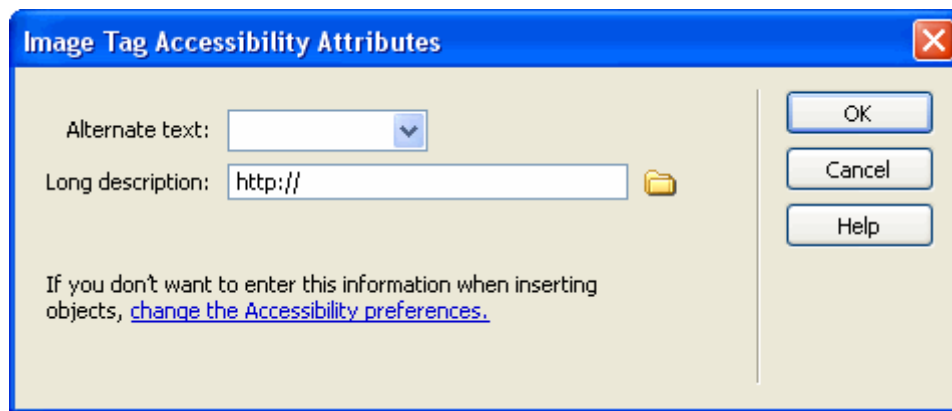 Image Tag Accessibility Attributes
Alternate text:
OK
Long description: http://
Cancel
Help
If you don't want to enter this information when inserting
objects, change the Accessibility preferences.